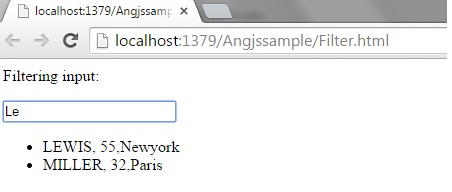 localhost:1379/Angjssamp
localhost:1379/Angjssample/Filter.html
Filtering input:
Le
LEWIS, 55,Newyork
MILLER, 32,Paris